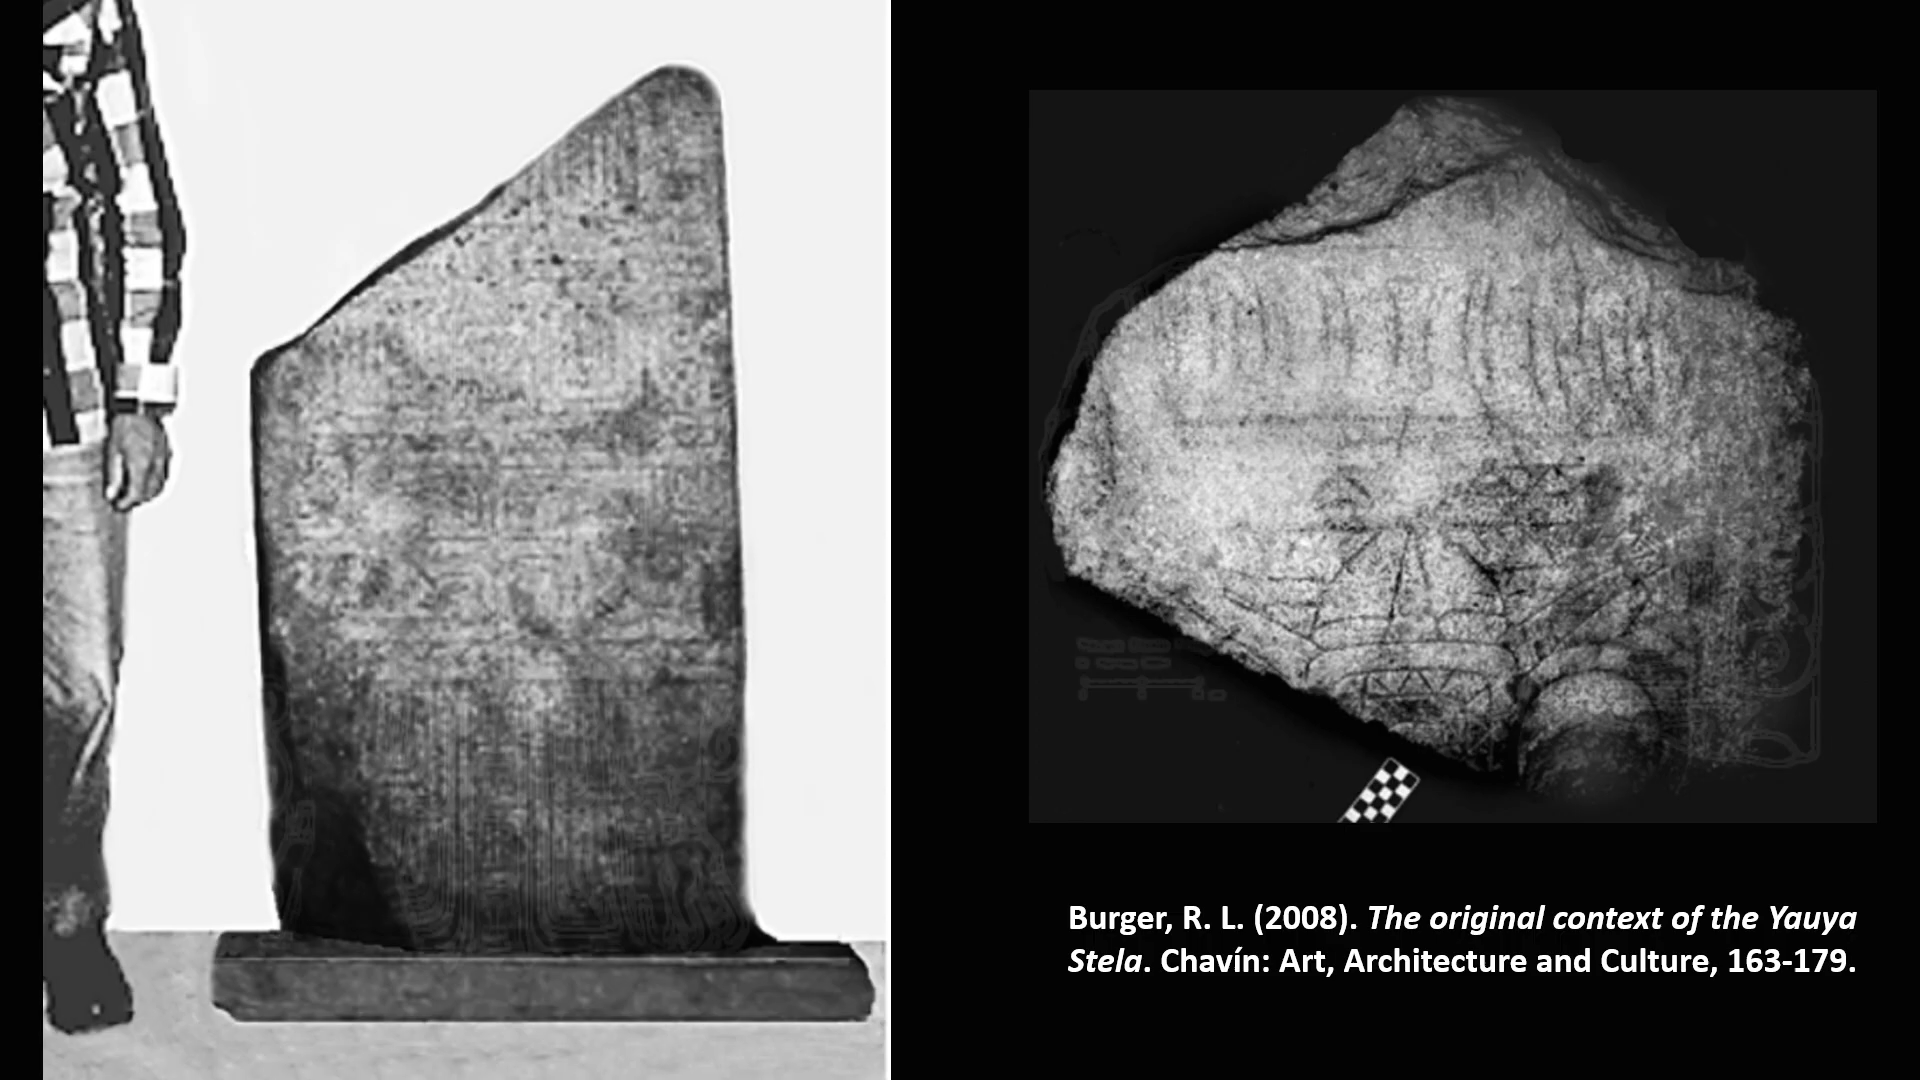 Burger, R. L. (2008). The original context of the Yauya
Stela. Chavín: Art, Architecture and Culture, 163-179.